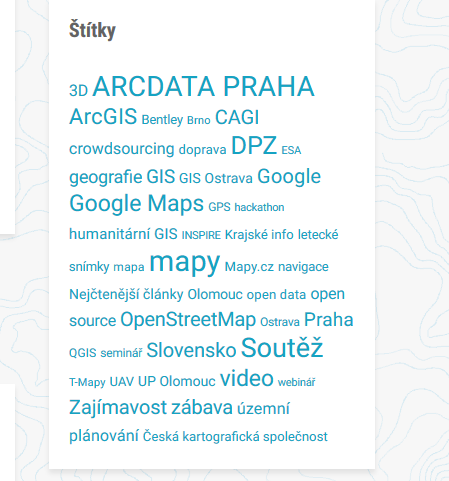 Štítky
3D ARCDATA PRAHA
ArcGIS Bentley Brno CAGI
crowdsourcing doprava DPZ ESA
geografie GIS GIS Ostrava Google
Google Maps GPS hackathon
humanitární GIS INSPIRE Krajské info letecké
snímky mapa mapy Mapy.cz navigace
Nejčtenější články Olomouc open data open
source OpenStreetMap Ostrava Praha
QGIS seminář Slovensko Soutěž
T-Mapy UAV UP Olomouc video webinář
Zajímavost zábava územní
plánování Česká kartografická společnost